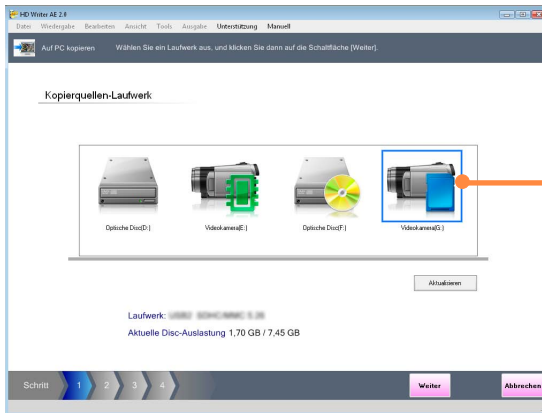 HD Writer AE 2.#
Datei Wiedergabe Bearbeiten Ansicht Tools Ausgabe Unterstützung Manuell
Auf PC kopieren Wählen Sie ein Laufwerk aus, und klicken Sie dann auf die Schaltfläche [Weiter].
Kopierquellen-Laufwerk
Optische Disc(D:) Videokamera(E:) Optische Disc(F:) Videokamera(G:)
Aktualisieren
Laufwerk:
Aktuelle Disc-Auslastung 1,70 GB / 7,45 GB
Schritt 1 2 3 4 Weiter Abbrechen